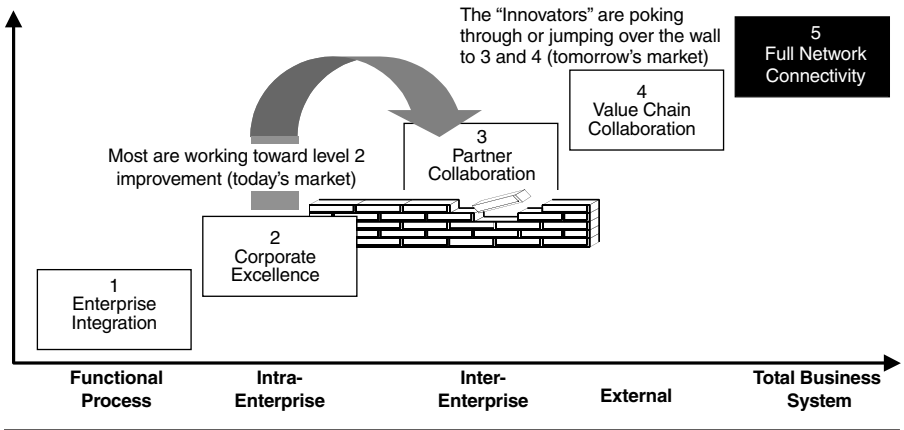 The “Innovators” are poking
through or jumping over the wall
to 3 and 4 (tomorrow’s market)
5
Full Network
Connectivity
4
Value Chain
Collaboration
3
Partner
Collaboration
Most are working toward level 2
improvement (today’s market)
2
Corporate
Excellence
1
Enterprise
Integration
Functional
Process
Intra-
Enterprise
Inter-
Enterprise
External
Total Business
System